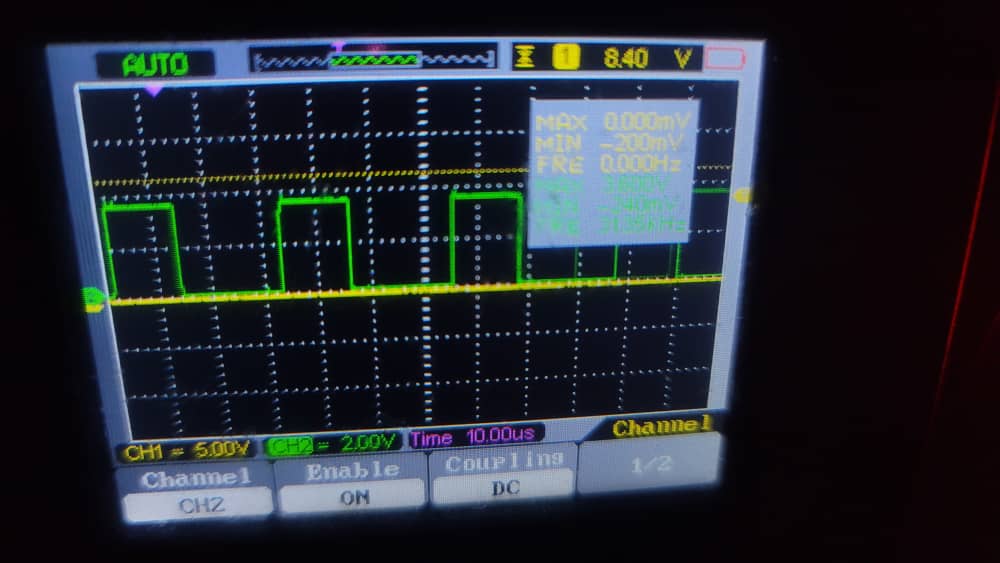 AUTO
1 8.40 V
MAX 0.000mV
MIN -200mV
FRE 0.000Hz
CH1 = 5.00V CH2 = 2.00V Time 10.00us
Channel
Channel Enable Coupling 1/2
CH2 ON DC